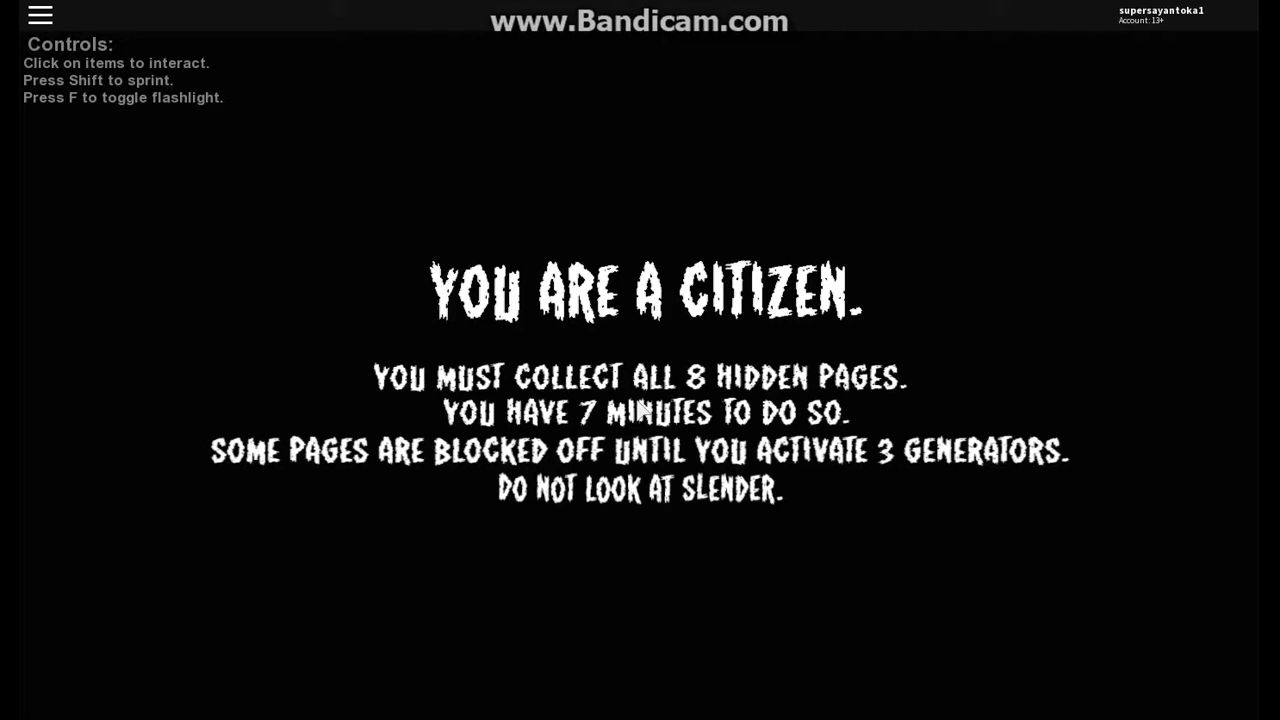 www.Bandicam.com
supersayantoka1
Account: 13+
Controls:
Click on items to interact.
Press Shift to sprint.
Press F to toggle flashlight.
YOU ARE A CITIZEN.
YOU MUST COLLECT ALL 8 HIDDEN PAGES.
YOU HAVE 7 MINUTES TO DO SO.
SOME PAGES ARE BLOCKED OFF UNTIL YOU ACTIVATE 3 GENERATORS.
DO NOT LOOK AT SLENDER.